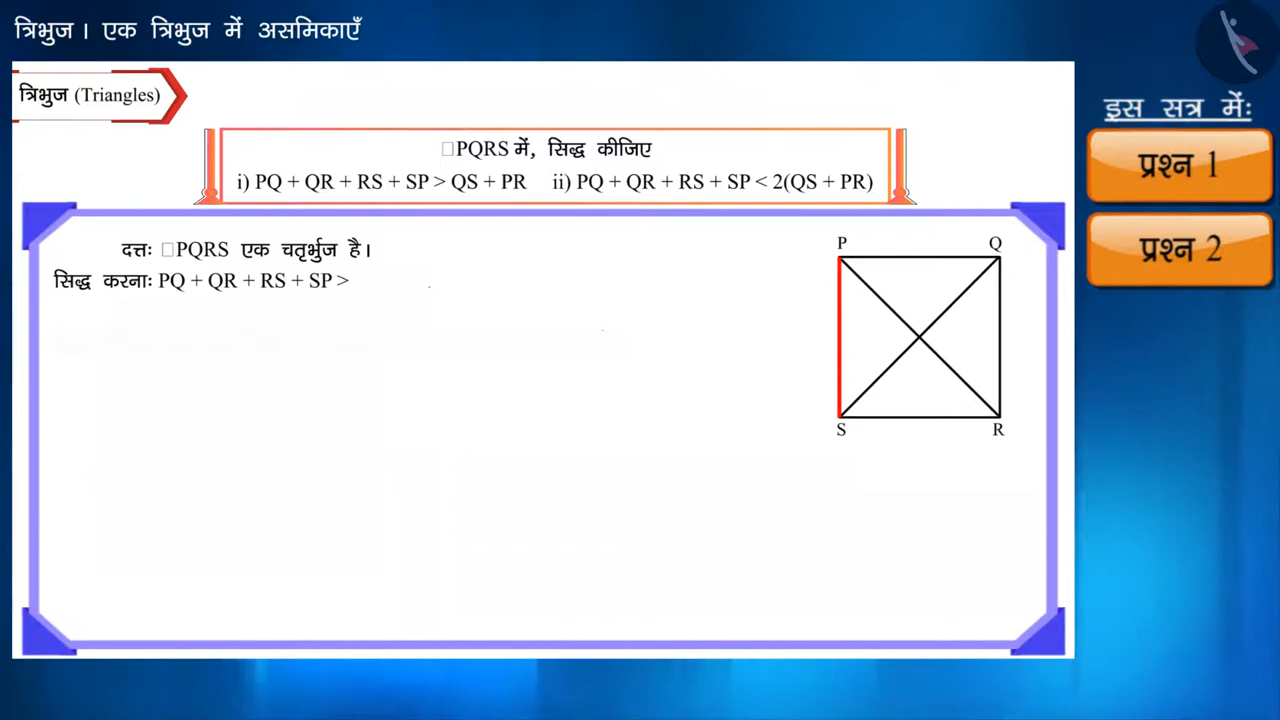 त्रिभुज। एक त्रिभुज में असमिकाएँ
त्रिभुज (Triangles)
□PQRS में, सिद्ध कीजिए
i) PQ + QR + RS + SP > QS + PR ii) PQ + QR + RS + SP < 2(QS + PR)
दत्तः □PQRS एक चतृर्भुज है।
सिद्ध करनाः PQ + QR + RS + SP >
P
Q
S
R
इस सत्र में:
प्रश्न 1
प्रश्न 2